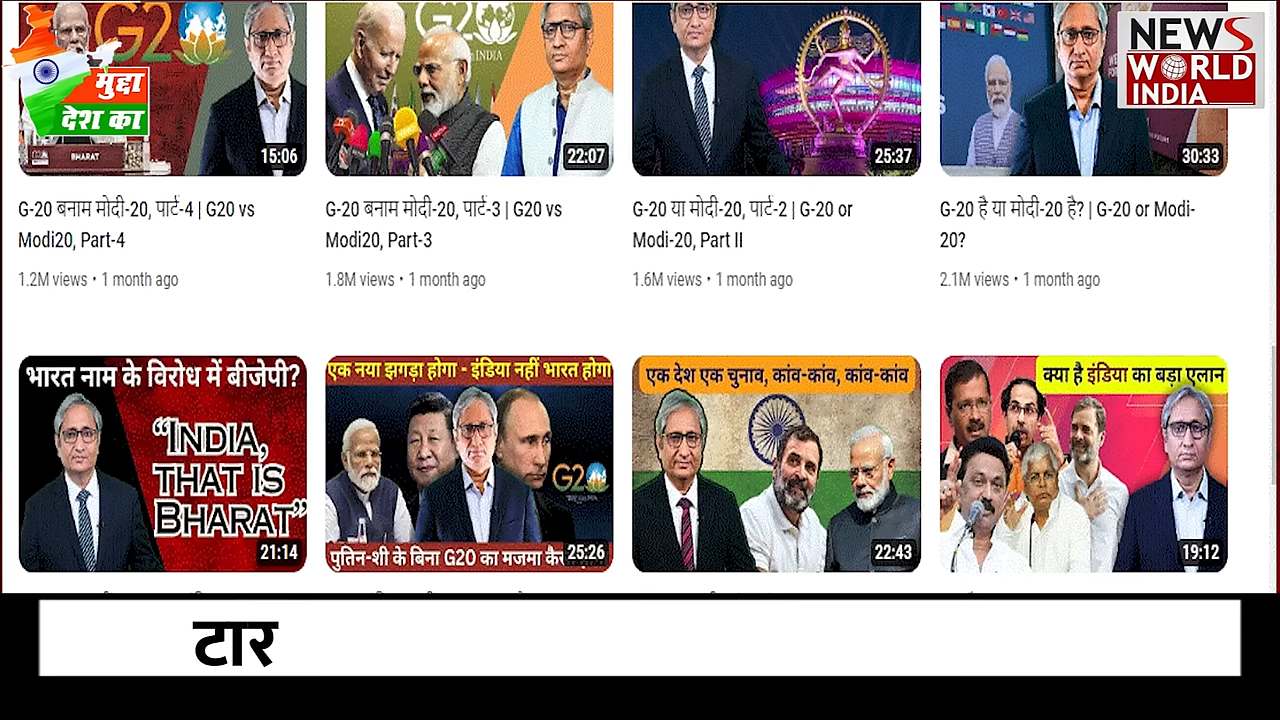 मुद्दा
देश का
NEWS
WORLD
INDIA
G20
BHARAT
15:06
G20
INDIA
22:07
25:37
30:33
G-20 बनाम मोदी-20, पार्ट-4 | G20 vs
Modi20, Part-4
1.2M views • 1 month ago
G-20 बनाम मोदी-20, पार्ट-3 | G20 vs
Modi20, Part-3
1.8M views • 1 month ago
G-20 या मोदी-20, पार्ट-2 | G-20 or
Modi-20, Part II
1.6M views • 1 month ago
G-20 है या मोदी-20 है? | G-20 or Modi-
20?
2.1M views • 1 month ago
भारत नाम के विरोध में बीजेपी?
“INDIA,
THAT IS
BHARAT”
21:14
एक नया झगड़ा होगा - इंडिया नहीं भारत होगा
G20
पुतिन-शी के बिना G20 का मजमा
25:26
एक देश एक चुनाव, कांव-कांव, कांव-कांव
22:43
क्या है इंडिया का बड़ा एलान
19:12
टार